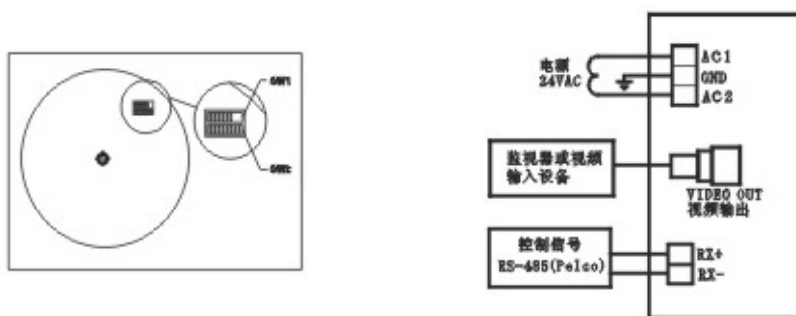 SW1
SW2
电源
24VAC
AC1
GND
AC2
监视器或视频
输入设备
VIDEO OUT
视频输出
控制信号
RS-485(Pelco)
RX+
RX-